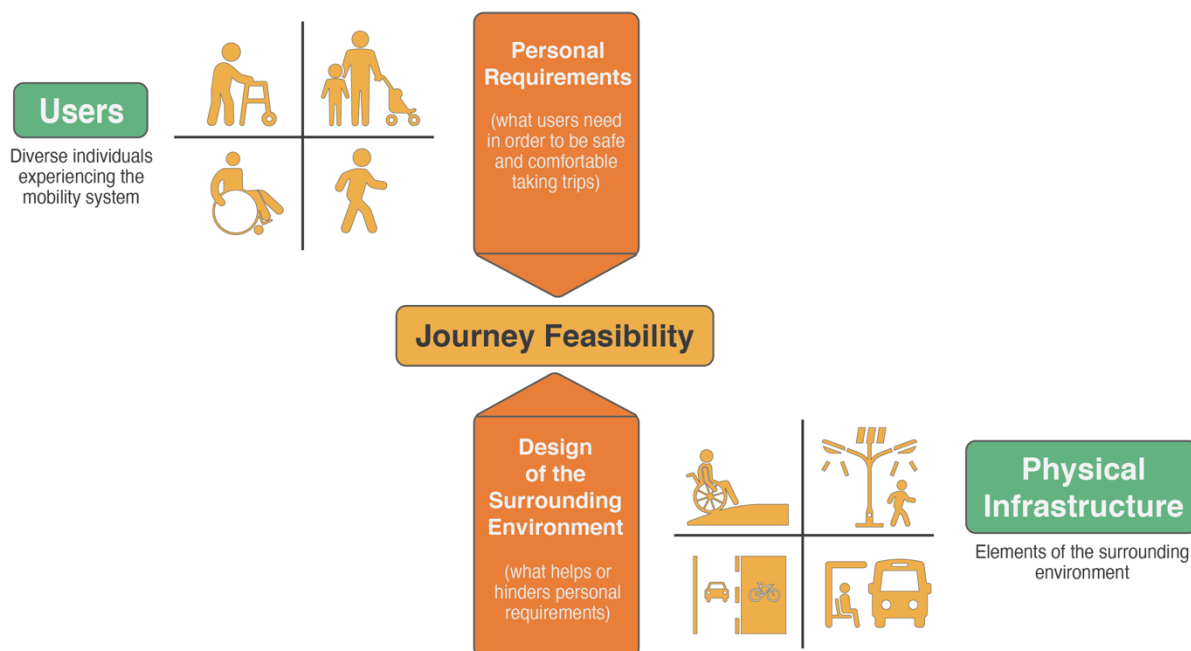 Users
Diverse individuals
experiencing the
mobility system
Personal
Requirements
(what users need
in order to be safe
and comfortable
taking trips)
Journey Feasibility
Design
of the
Surrounding
Environment
(what helps or
hinders personal
requirements)
Physical
Infrastructure
Elements of the surrounding
environment